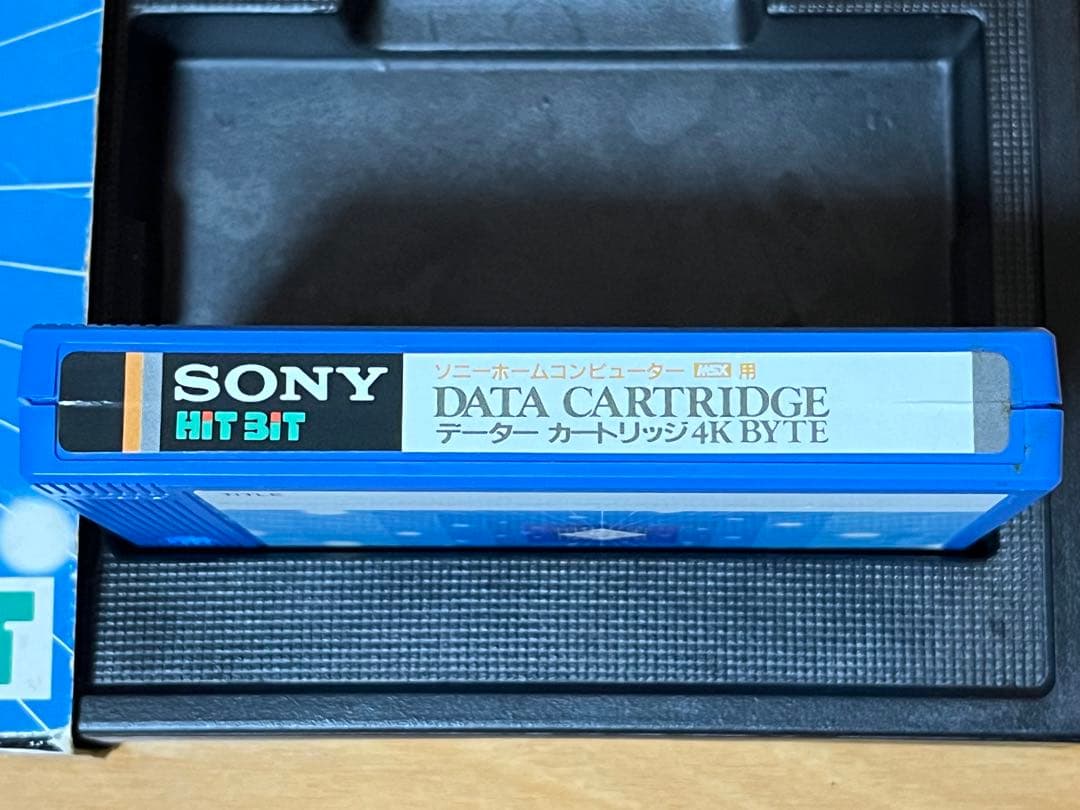 SONY
HiT BiT
ソニーホームコンピューター MSX 用
DATA CARTRIDGE
データー カートリッジ4K BYTE
TITLE
T